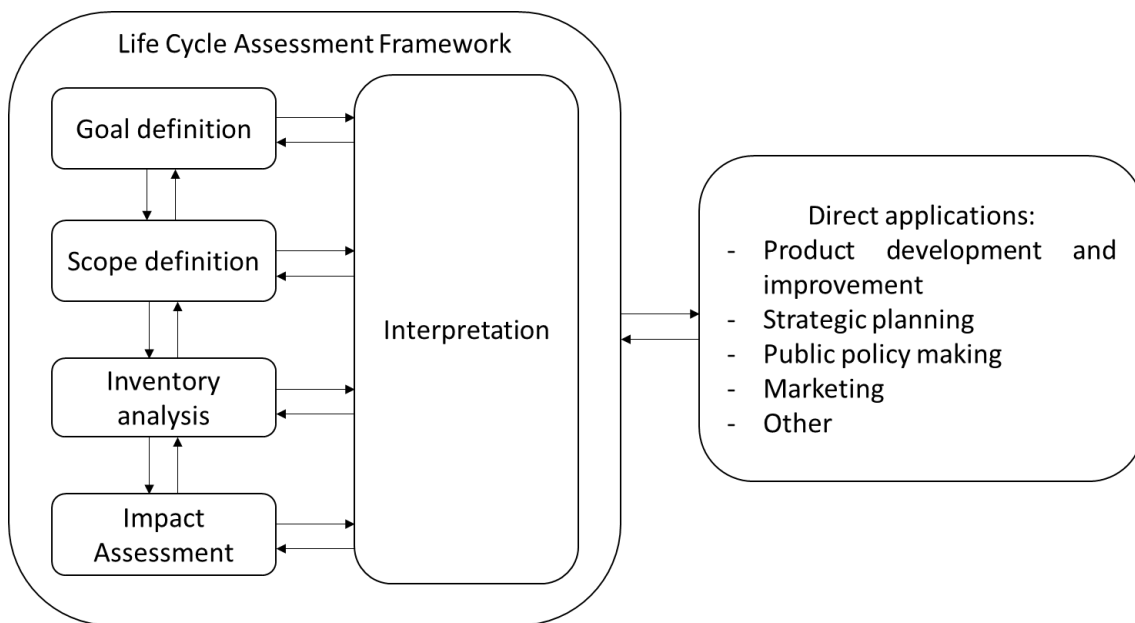 Life Cycle Assessment Framework
Goal definition
Scope definition
Inventory
analysis
Impact
Assessment
Interpretation
Direct applications:
- Product development and
improvement
- Strategic planning
- Public policy making
- Marketing
- Other